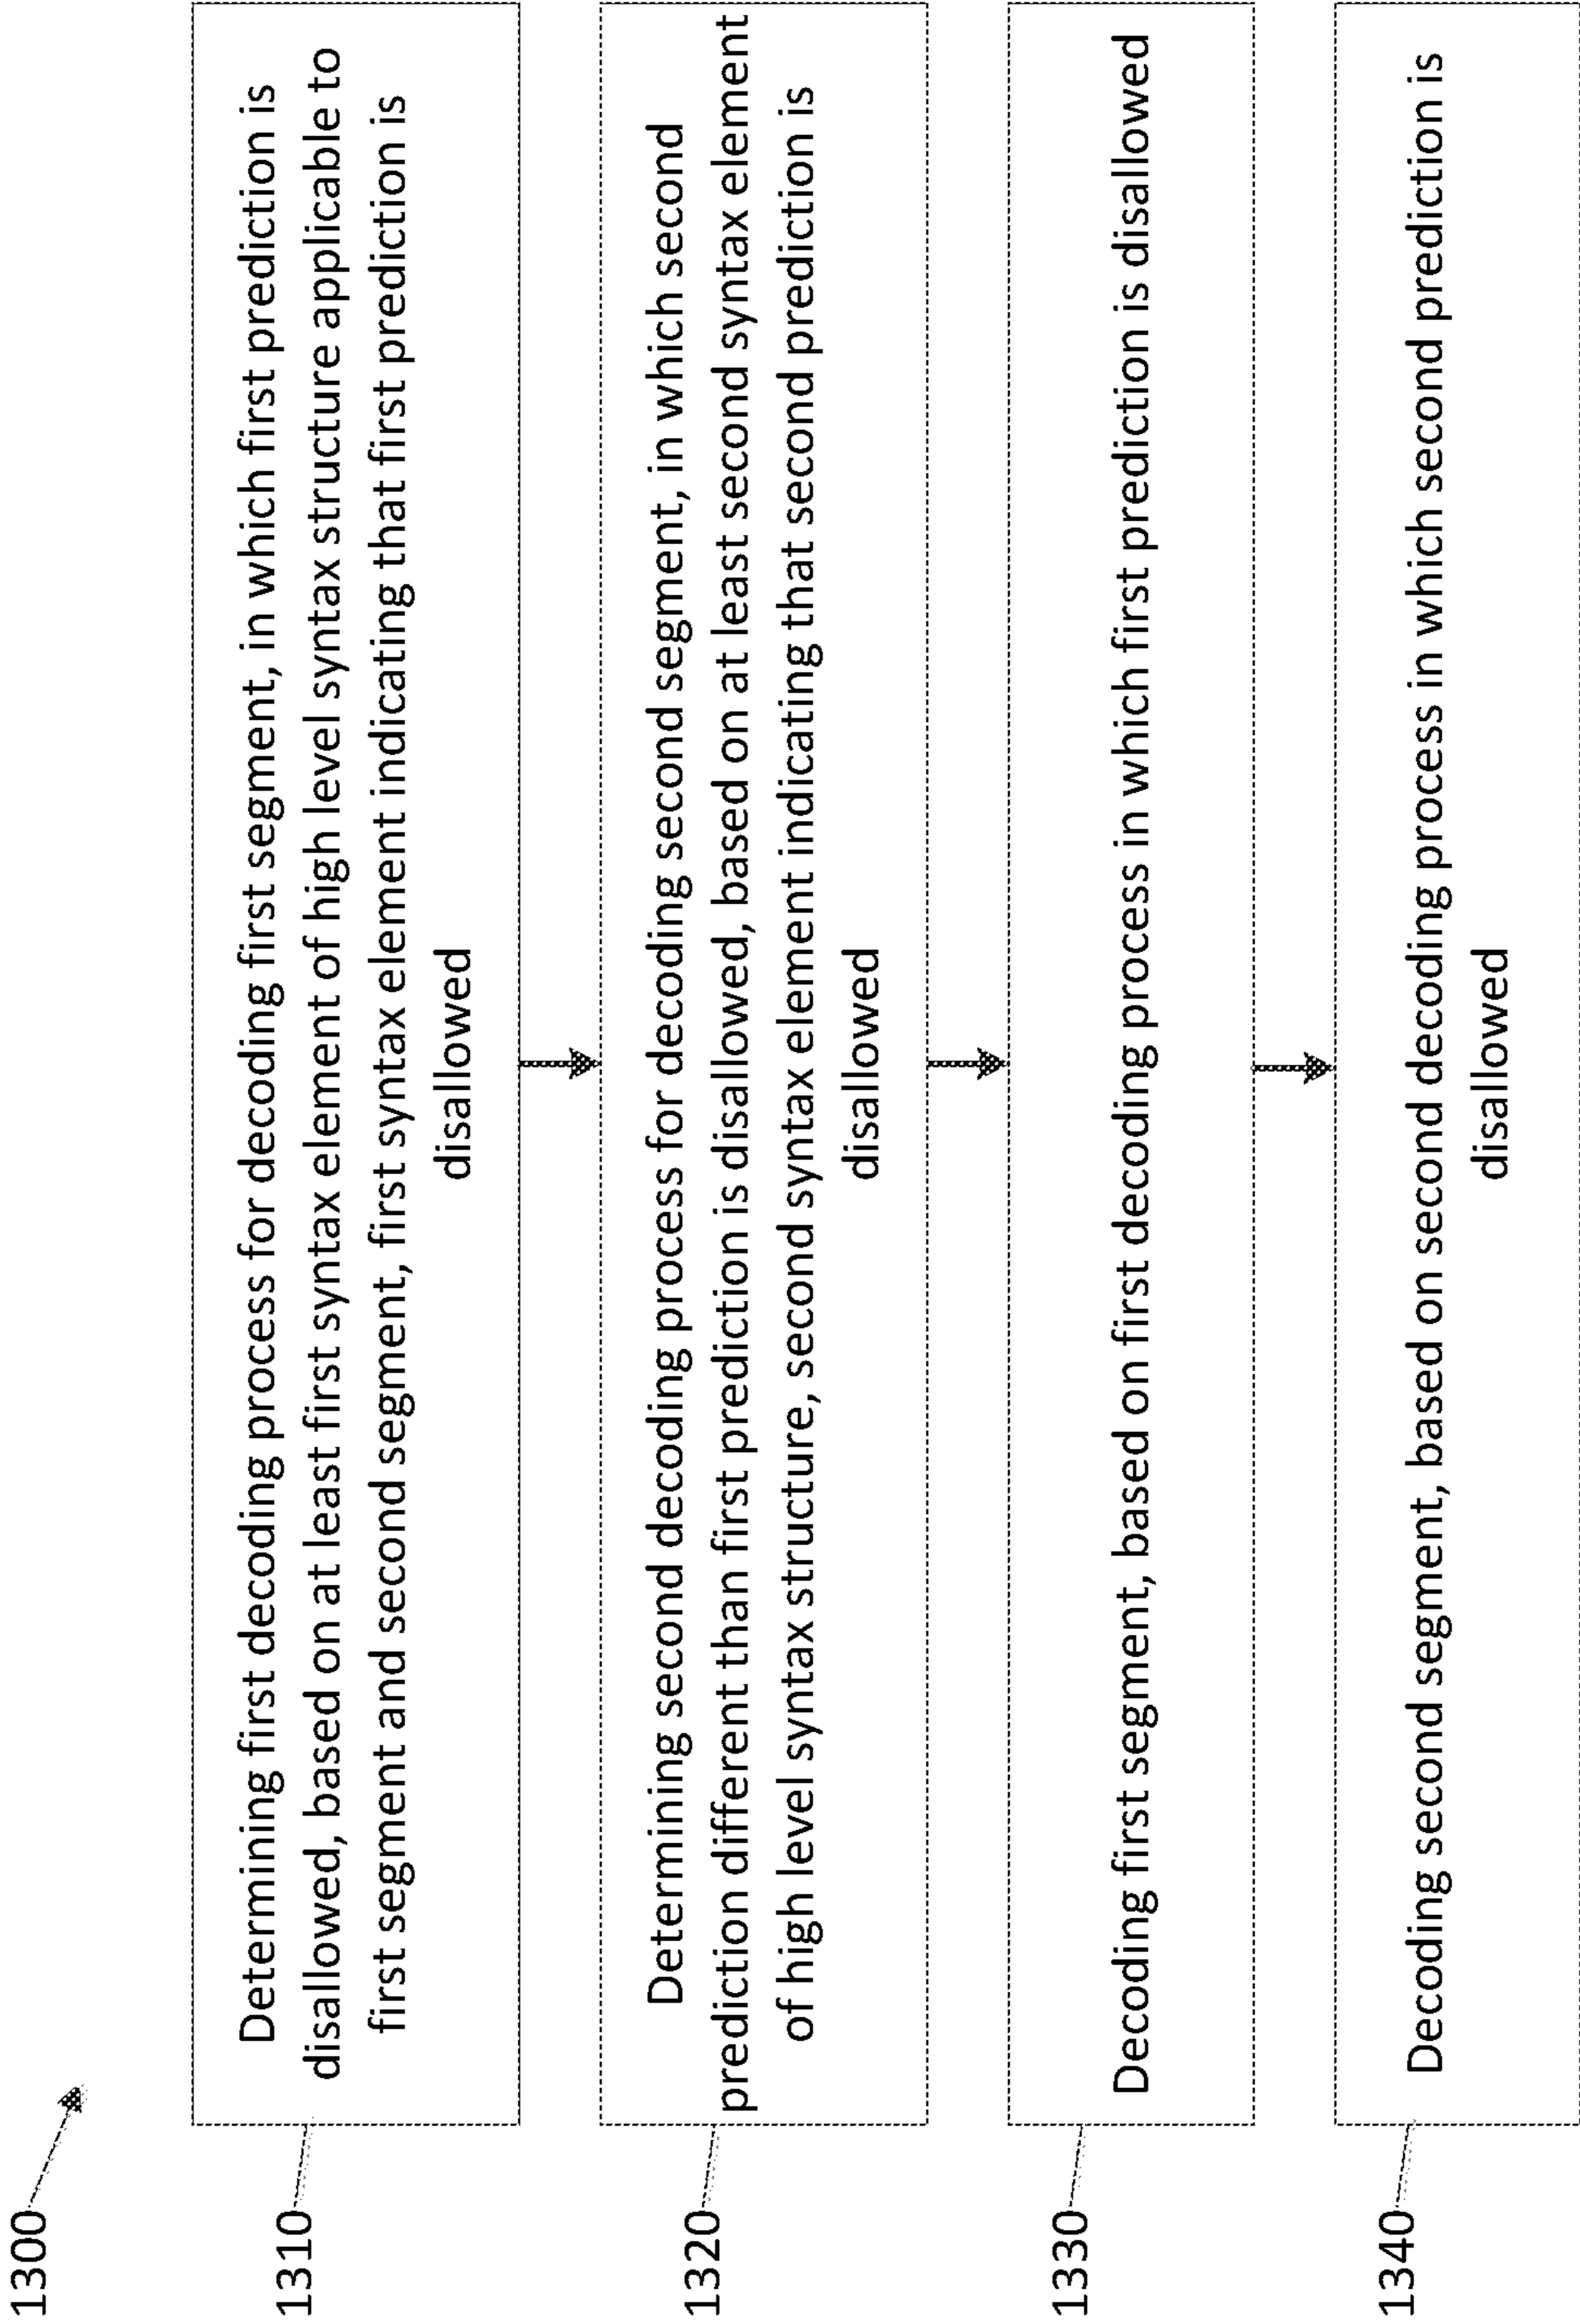 1300
1310
Determining first decoding process for decoding first segment, in which first prediction is
disallowed, based on at least first syntax element of high level syntax structure applicable to
first segment and second segment, first syntax element indicating that first prediction is
disallowed
1320
Determining second decoding process for decoding second segment, in which second
prediction different than first prediction is disallowed, based on at least second syntax element
of high level syntax structure, second syntax element indicating that second prediction is
disallowed
1330
Decoding first segment, based on first decoding process in which first prediction is disallowed
1340
Decoding second segment, based on second decoding process in which second prediction is
disallowed